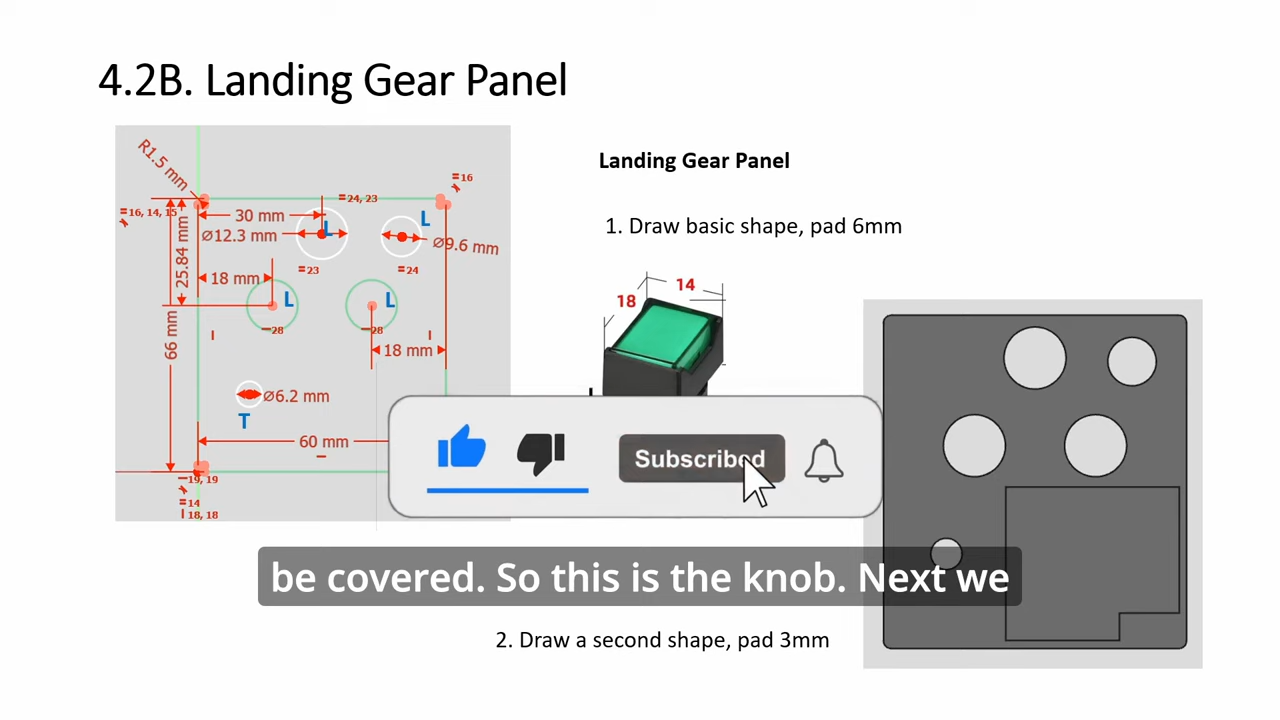 4.2B. Landing Gear Panel
R1.5 mm
=16
=16, 14, 15
=24, 23
30 mm
L
⌀12.3 mm
L
⌀9.6 mm
25.84 mm
=23
=24
18 mm
L
L
–28
–28
18 mm
66 mm
⌀6.2 mm
T
60 mm
–19, 19
=14
18, 18
Landing Gear Panel
1. Draw basic shape, pad 6mm
18
14
Subscribed
be covered. So this is the knob. Next we
2. Draw a second shape, pad 3mm